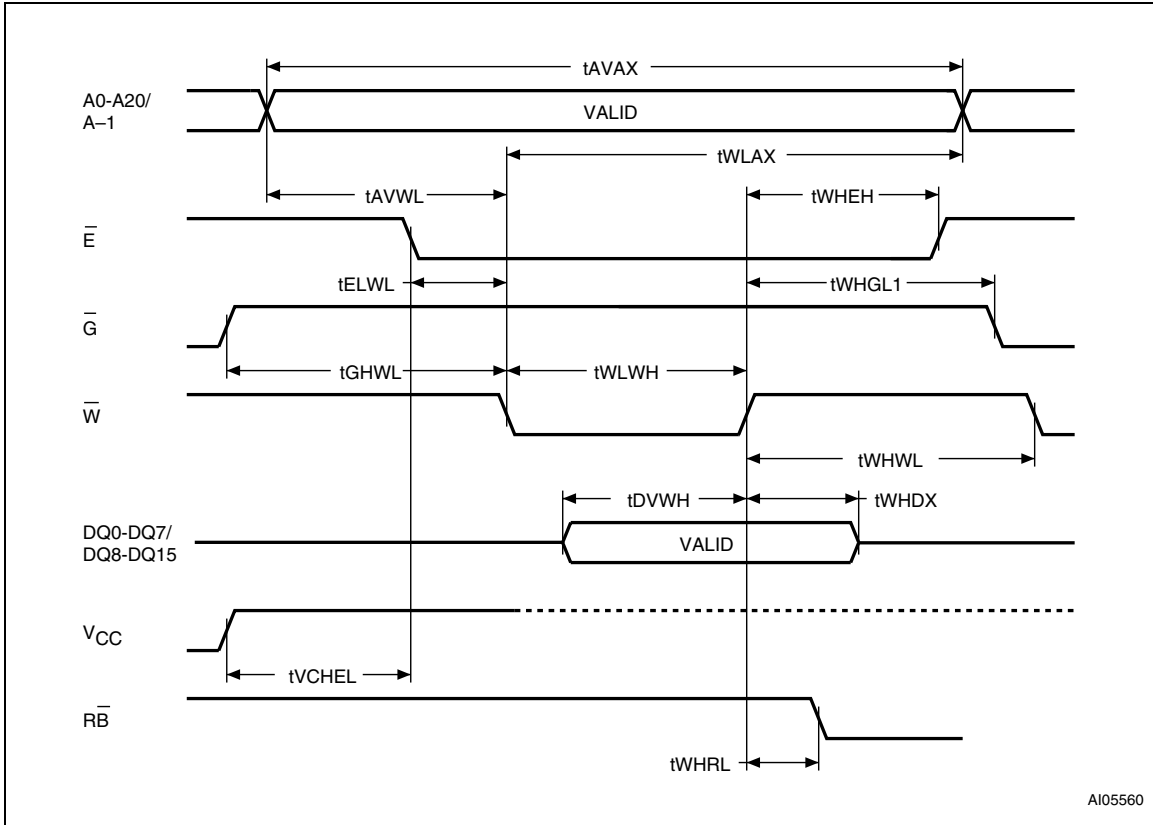 tAVAX
A0-A20/
A–1
VALID
tWLAX
tAVWL
tWHEH
E̅
tELWL
tWHGL1
G̅
tGHWL
tWLWH
W̅
tWHWL
tDVWH
tWHDX
DQ0-DQ7/
DQ8-DQ15
VALID
VCC
tVCHEL
RB̅
tWHRL
AI05560